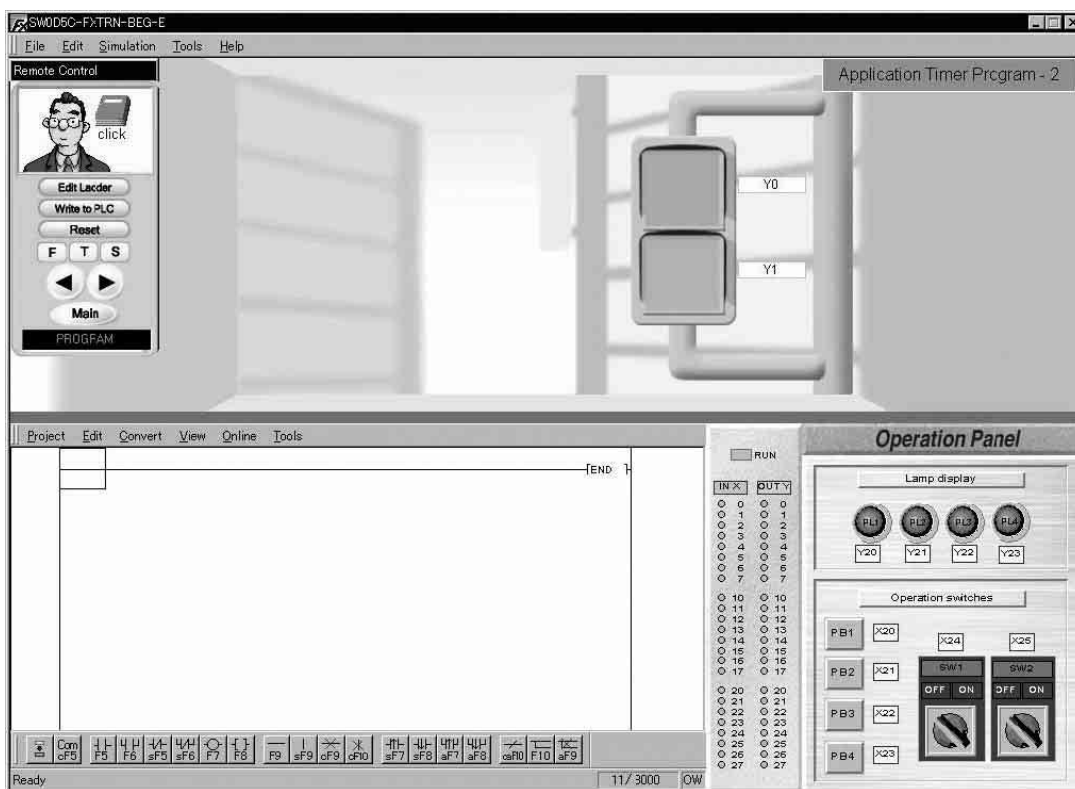 SW0D5C-FXTRN-BEG-E
File Edit Simulation Tools Help
Remote Control
click
Edit Lacder
Write to PLC
Reset
F T S
Main
PROGFAM
Application Timer Prcgram - 2
Y0
Y1
Project Edit Convert View Online Tools
END
RUN
IN X OUT Y
0 0
1 1
2 2
3 3
4 4
5 5
6 6
7 7
10 10
11 11
12 12
13 13
14 14
15 15
16 16
17 17
20 20
21 21
22 22
23 23
24 24
25 25
26 26
27 27
Operation Panel
Lamp display
PL1 PL2 PL3 PL4
Y20 Y21 Y22 Y23
Operation switches
PB1 X20
PB2 X21
PB3 X22
PB4 X23
X24 X25
SW1 SW2
OFF ON OFF ON
Com
oF5 F5 F6 sF5 sF6 F7 F8 F9 sF9 cF9 cF10 sF7 sF8 aF7 aF8 caF10 F10 aF9
Ready
11/ 3000 OW